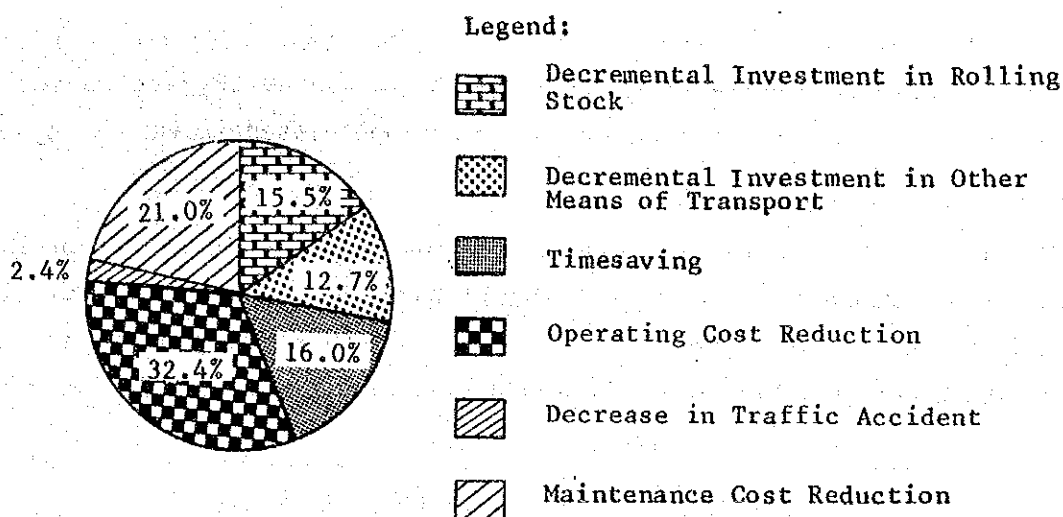 Legend:
Decremental Investment in Rolling
Stock
Decremental Investment in Other
Means of Transport
Timesaving
Operating Cost Reduction
Decrease in Traffic Accident
Maintenance Cost Reduction
15.5%
12.7%
16.0%
32.4%
2.4%
21.0%